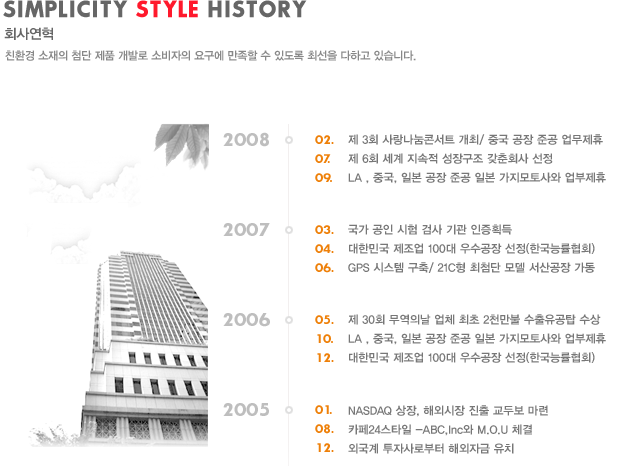 SIMPLICITY STYLE HISTORY
회사연혁
친환경 소재의 첨단 제품 개발로 소비자의 요구에 만족할 수 있도록 최선을 다하고 있습니다.
2008
02. 제 3회 사랑나눔콘서트 개최/ 중국 공장 준공 업무제휴
07. 제 6회 세계 지속적 성장구조 갖춘회사 선정
09. LA , 중국, 일본 공장 준공 일본 가지모토사와 업부제휴
2007
03. 국가 공인 시험 검사 기관 인증획득
04. 대한민국 제조업 100대 우수공장 선정(한국능률협회)
06. GPS 시스템 구축/ 21C형 최첨단 모델 서산공장 가동
2006
05. 제 30회 무역의날 업체 최초 2천만불 수출유공탑 수상
10. LA , 중국, 일본 공장 준공 일본 가지모토사와 업부제휴
12. 대한민국 제조업 100대 우수공장 선정(한국능률협회)
2005
01. NASDAQ 상장, 해외시장 진출 교두보 마련
08. 카페24스타일 -ABC,Inc와 M.O.U 체결
12. 외국계 투자사로부터 해외자금 유치